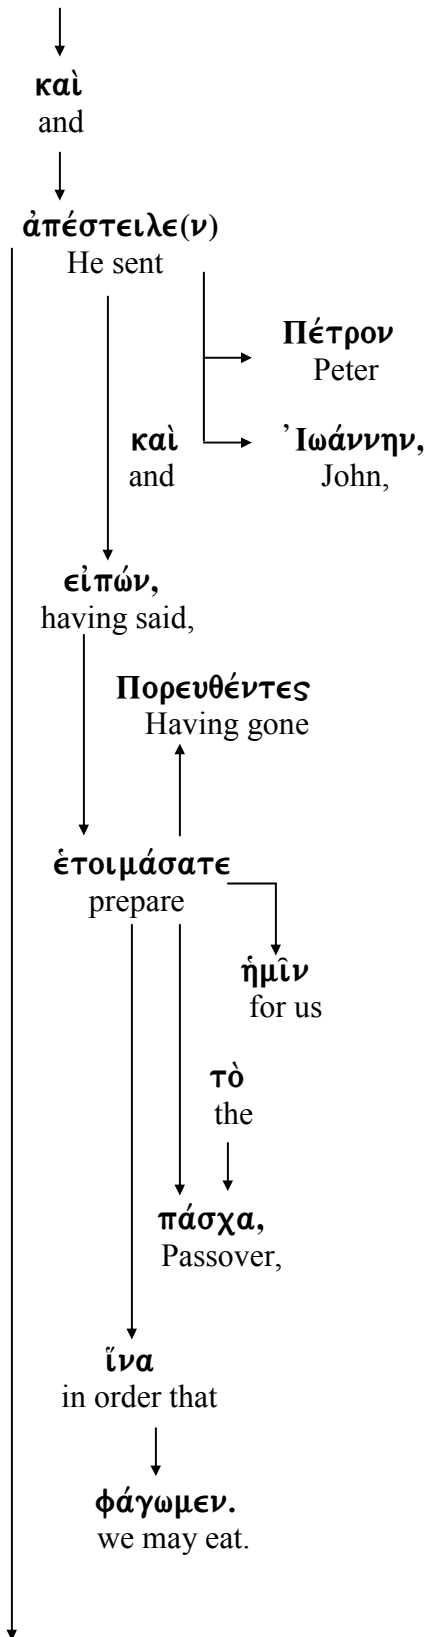 καὶ
and
ἀπέστειλε(ν)
He sent
Πέτρον
Peter
καὶ ᾿Ιωάννην,
and John,
εἰπών,
having said,
Πορευθέντες
Having gone
ἑτοιμάσατε
prepare
ἡμῖν
for us
τὸ
the
πάσχα,
Passover,
ἵνα
in order that
φάγωμεν.
we may eat.